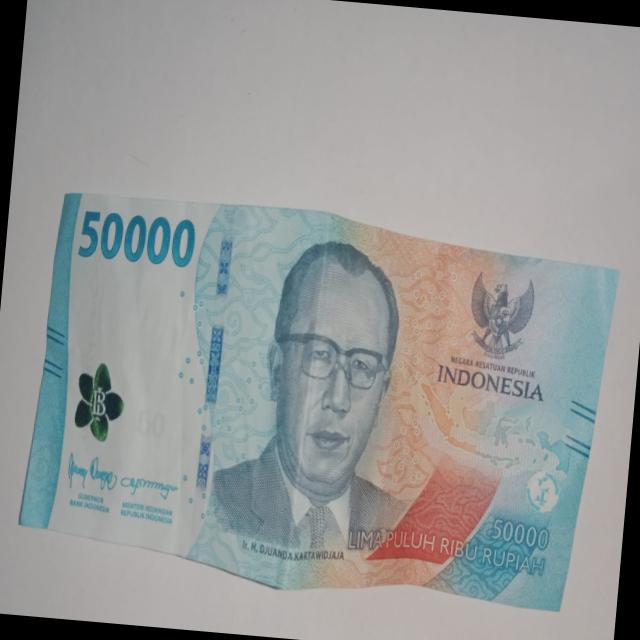 50000
NEGARA KESATUAN REPUBLIK
INDONESIA
GUBERNUR
BANK INDONESIA
MENTERI KEUANGAN
REPUBLIK INDONESIA
Ir. H. DJUANDA KARTAWIDJAJA
50000
LIMA PULUH RIBU RUPIAH